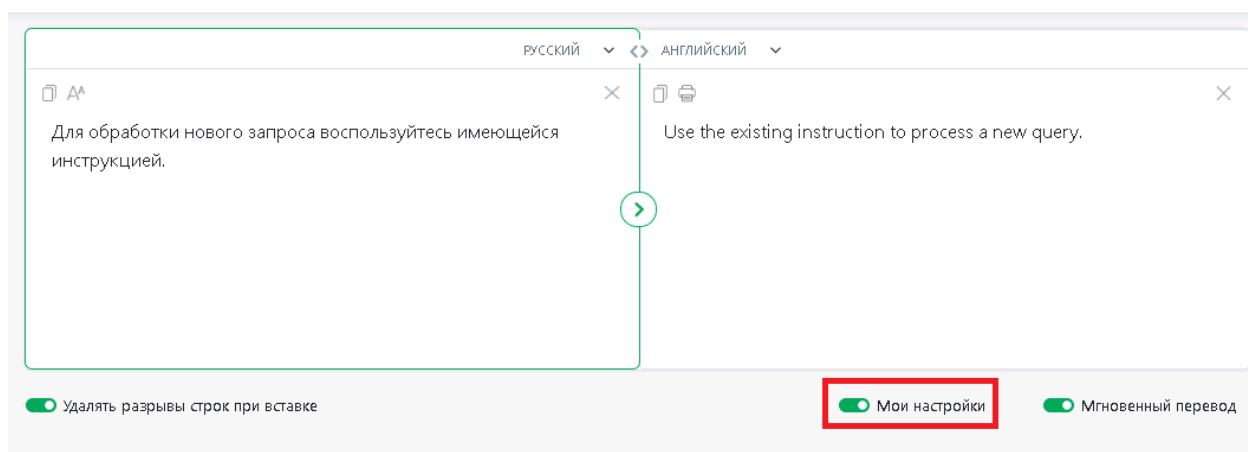 РУССКИЙ
АНГЛИЙСКИЙ
Для обработки нового запроса воспользуйтесь имеющейся
инструкцией.
Use the existing instruction to process a new query.
Удалять разрывы строк при вставке
Мои настройки
Мгновенный перевод